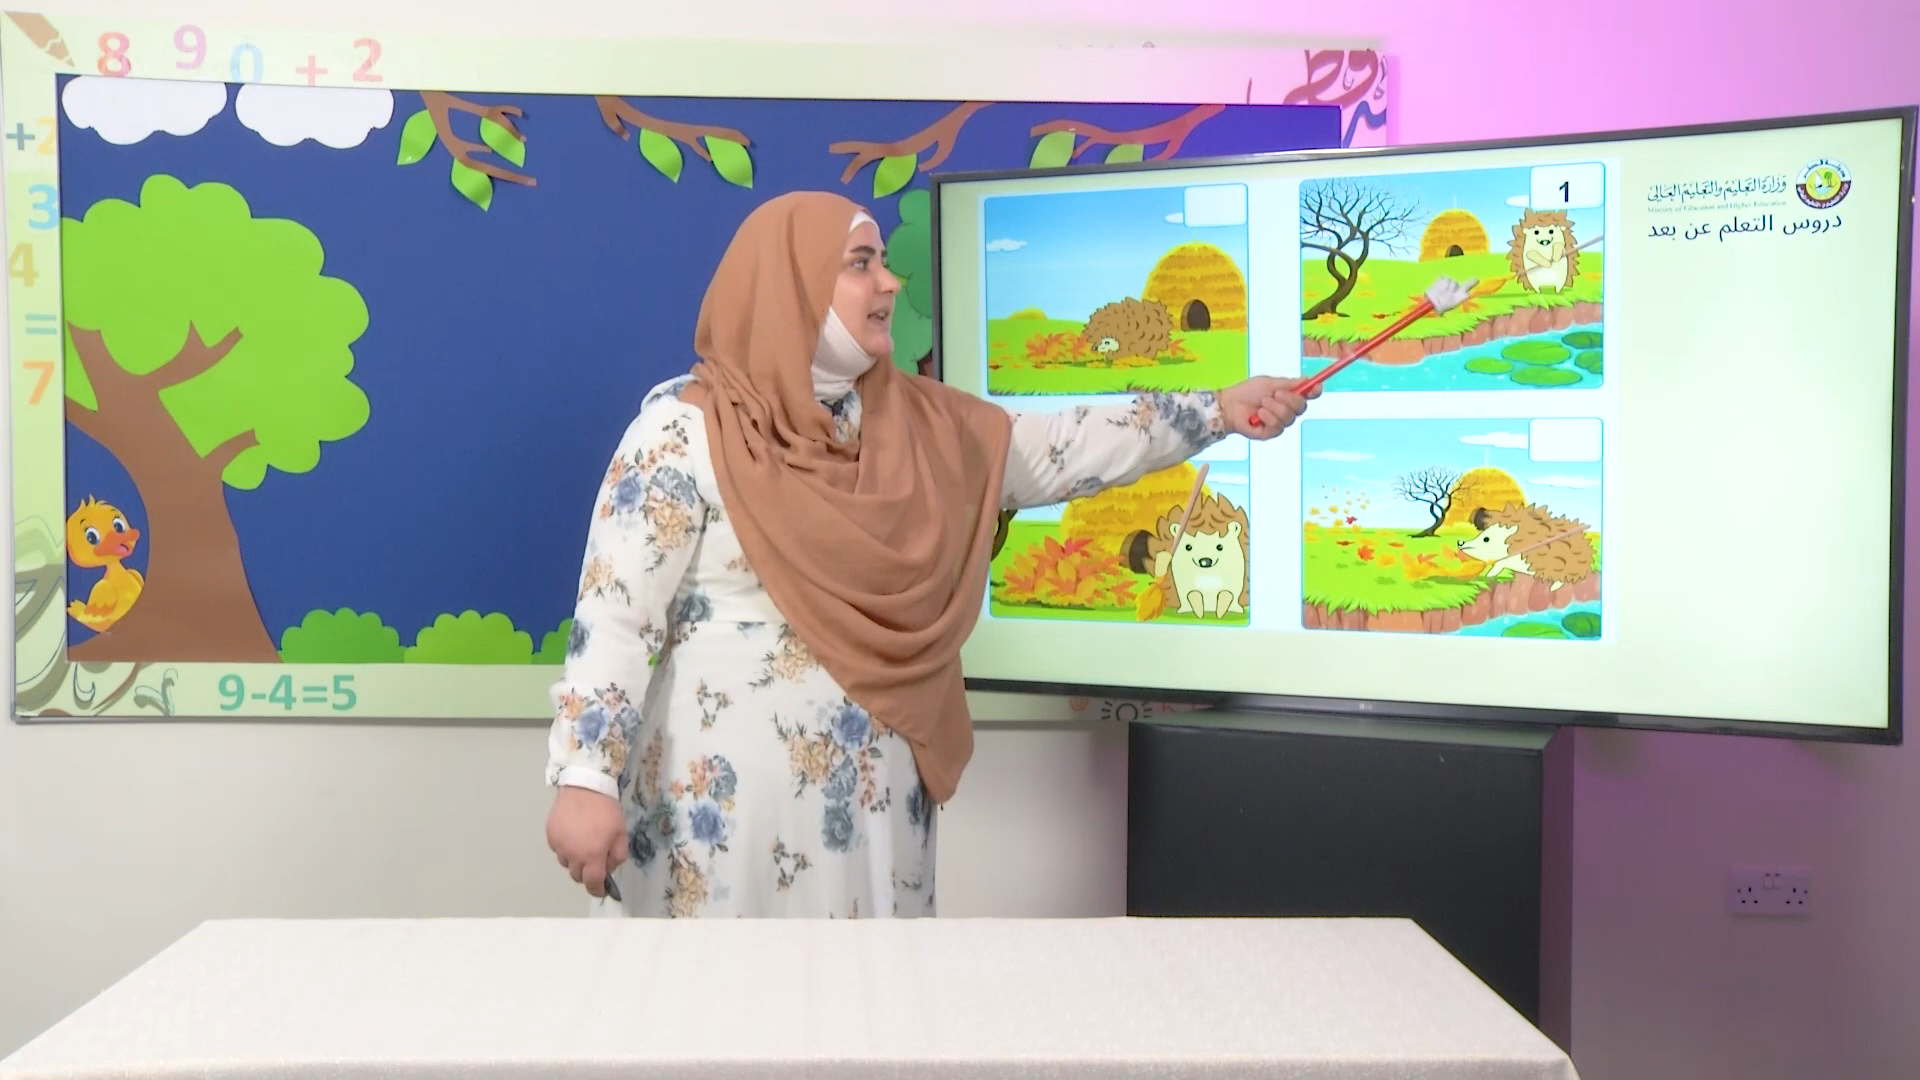 8 9 0 + 2
+2
3
4
=
7
9-4=5
1
وزارة التعليم والتعليم العالي
Ministry of Education and Higher Education
دروس التعلم عن بعد